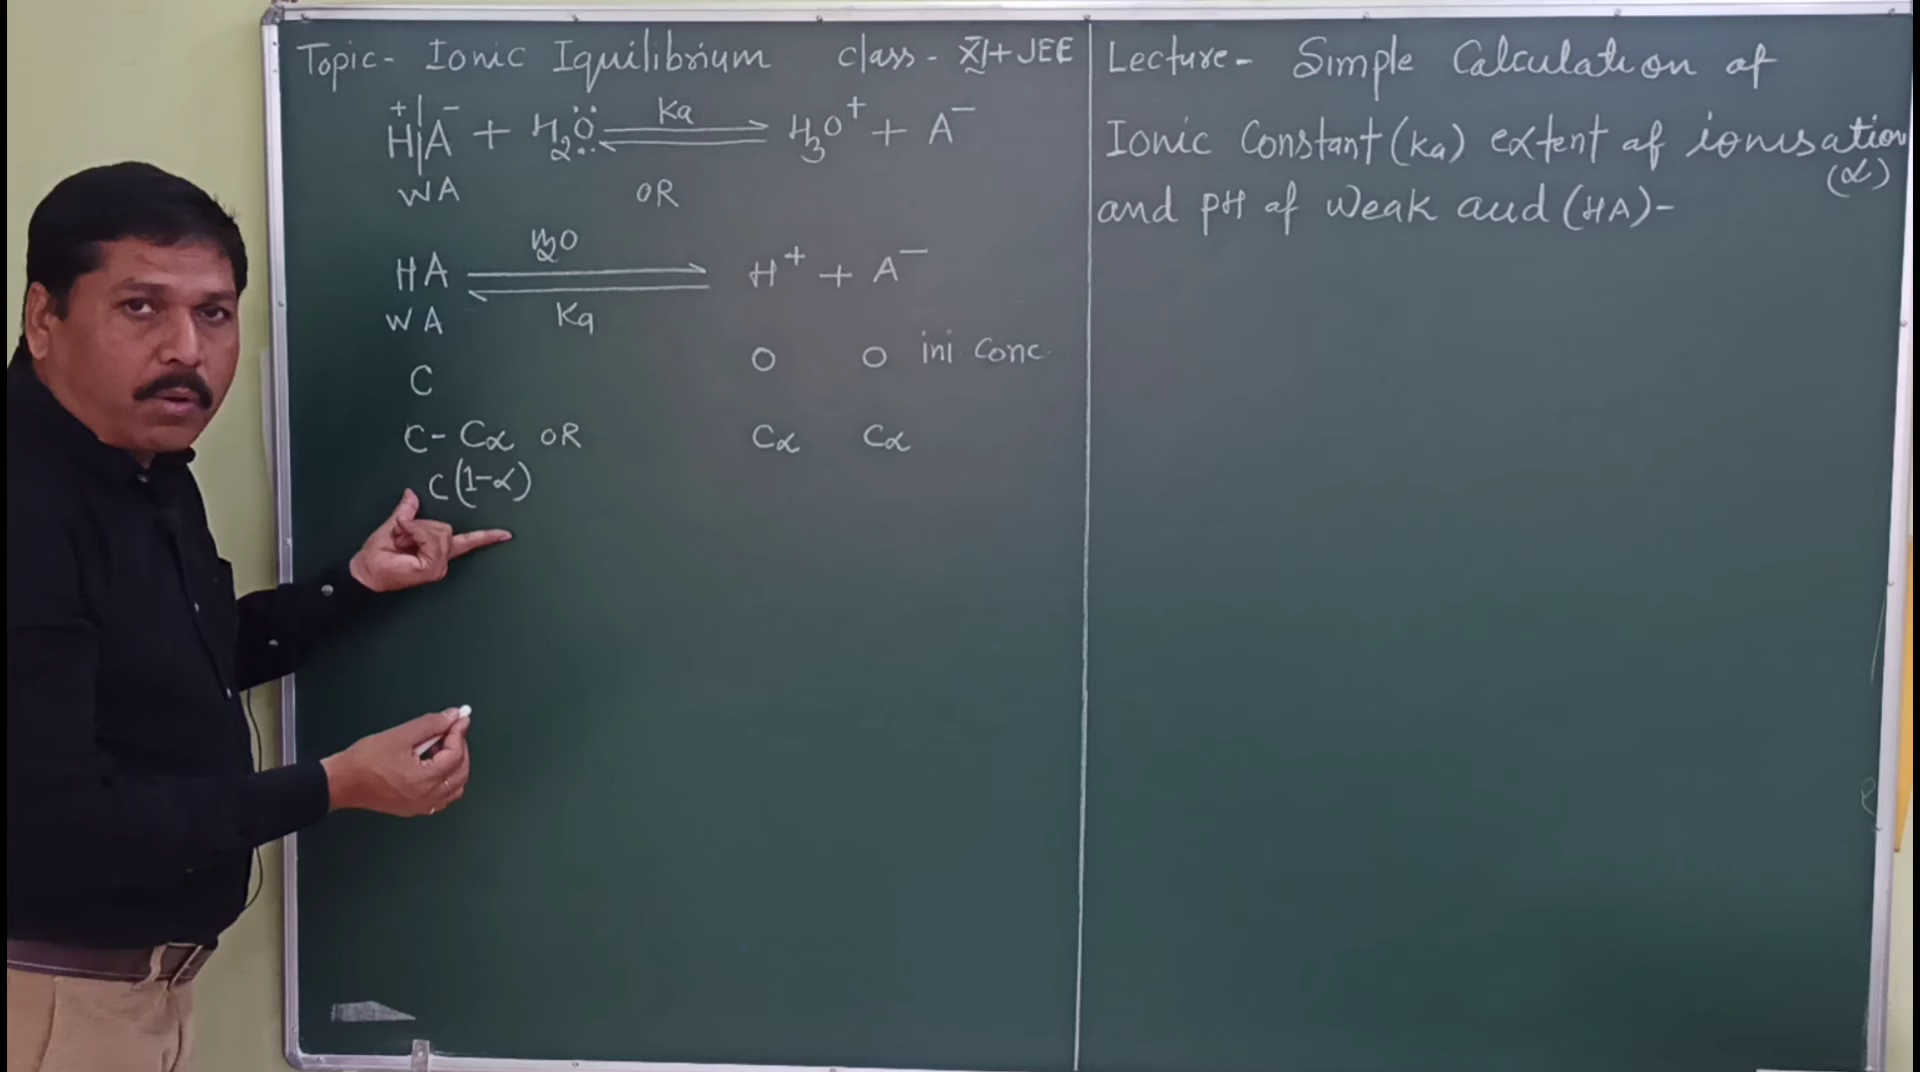 Topic- Ionic Iquilibrium class- XI+JEE
H|A + H2O ⇌ Ka H3O+ + A-
WA OR
HA ⇌ H2O H+ + A-
WA Ka
C O O ini. Conc.
C- Cα OR Cα Cα
C(1-α)
Lecture- Simple Calculation of
Ionic Constant(Ka) extent of ionisation
(α)
and pH of Weak acid (HA)-